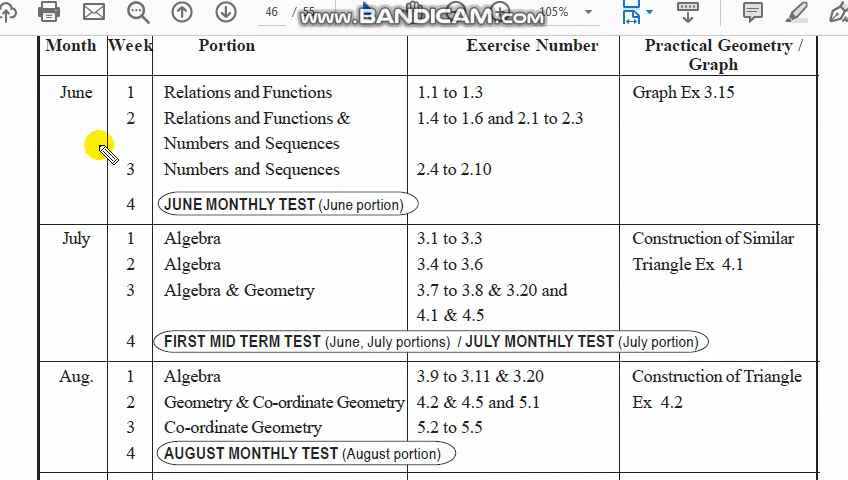 46 / 55 www.BANDICAM.com 105%
Month Week Portion Exercise Number Practical Geometry /
Graph
June 1 Relations and Functions 1.1 to 1.3 Graph Ex 3.15
2 Relations and Functions & 1.4 to 1.6 and 2.1 to 2.3
Numbers and Sequences
3 Numbers and Sequences 2.4 to 2.10
4 JUNE MONTHLY TEST (June portion)
July 1 Algebra 3.1 to 3.3 Construction of Similar
2 Algebra 3.4 to 3.6 Triangle Ex 4.1
3 Algebra & Geometry 3.7 to 3.8 & 3.20 and
4.1 & 4.5
4 FIRST MID TERM TEST (June, July portions) / JULY MONTHLY TEST (July portion)
Aug. 1 Algebra 3.9 to 3.11 & 3.20 Construction of Triangle
2 Geometry & Co-ordinate Geometry 4.2 & 4.5 and 5.1 Ex 4.2
3 Co-ordinate Geometry 5.2 to 5.5
4 AUGUST MONTHLY TEST (August portion)